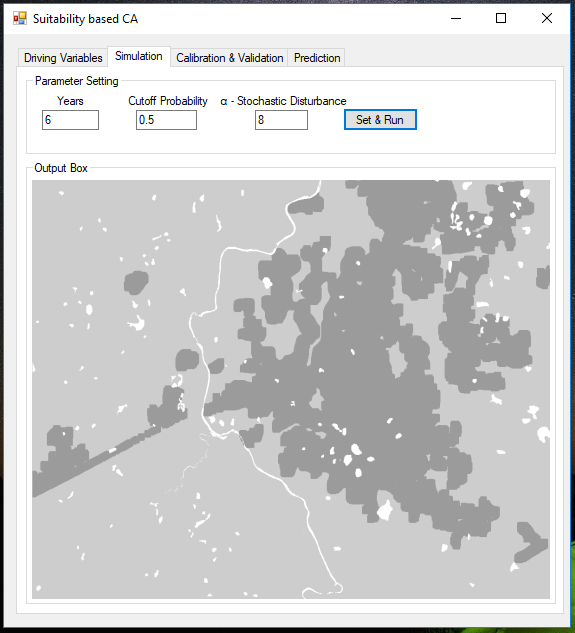 Suitability based CA
Driving Variables Simulation Calibration & Validation Prediction
Parameter Setting
Years Cutoff Probability α - Stochastic Disturbance
6 0.5 8 Set & Run
Output Box